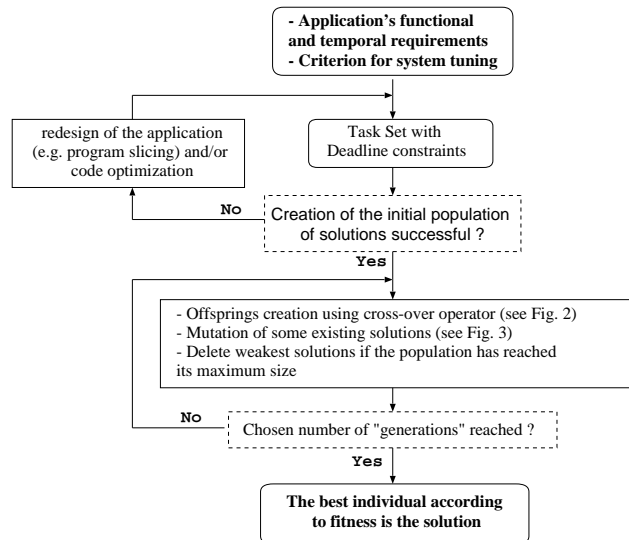 - Application's functional
and temporal requirements
- Criterion for system tuning
redesign of the application
(e.g. program slicing) and/or
code optimization
Task Set with
Deadline constraints
No
Creation of the initial population
of solutions successful ?
Yes
- Offsprings creation using cross-over operator (see Fig. 2)
- Mutation of some existing solutions (see Fig. 3)
- Delete weakest solutions if the population has reached
its maximum size
No
Chosen number of "generations" reached ?
Yes
The best individual according
to fitness is the solution